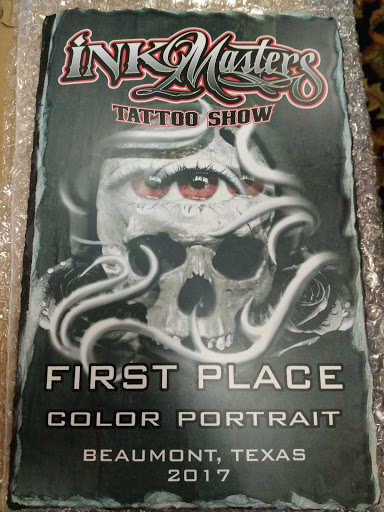 iNK Masters
TATTOO SHOW
FIRST PLACE
COLOR PORTRAIT
BEAUMONT, TEXAS
2017